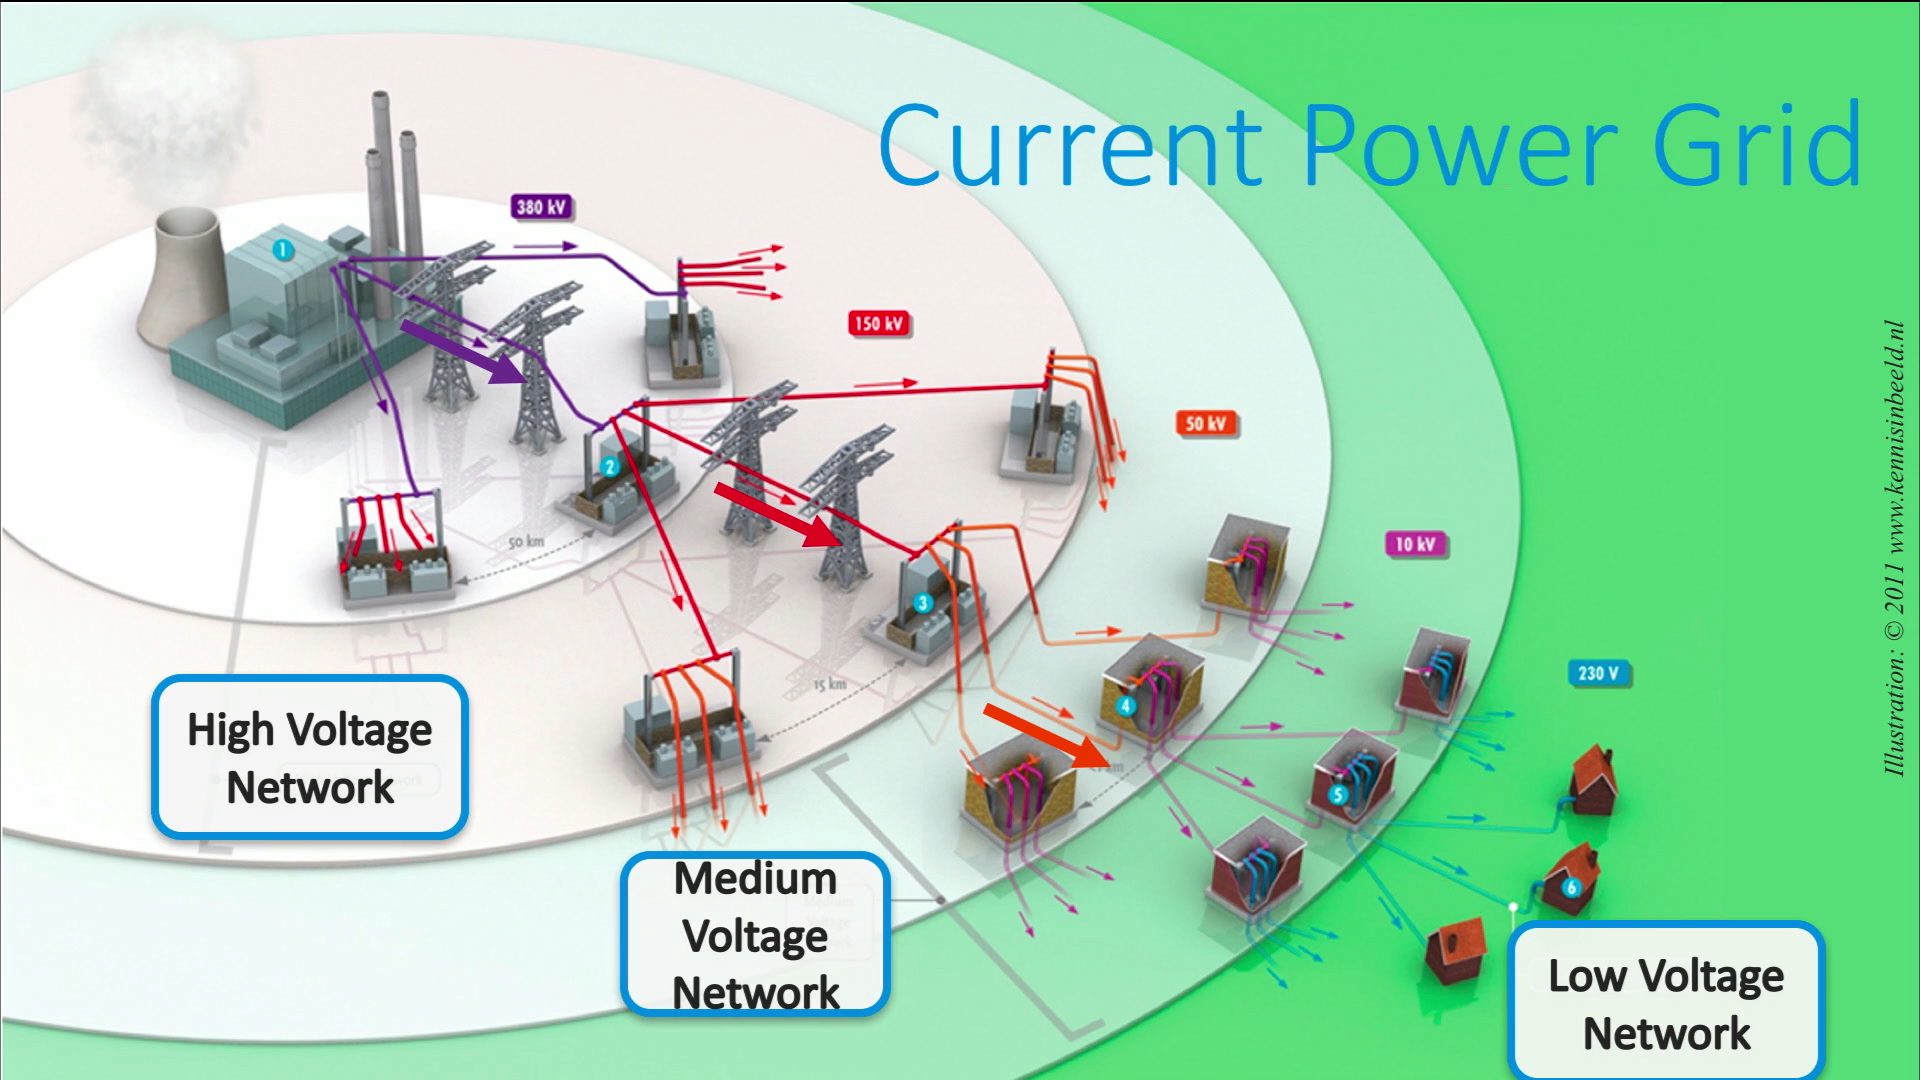 Current Power Grid
380 kV
1
150 kV
50 kV
2
10 kV
50 km
3
230 V
15 km
4
5
6
High Voltage
Network
Medium
Voltage
Network
Low Voltage
Network
Illustration: © 2011 www.kennisinbeeld.nl